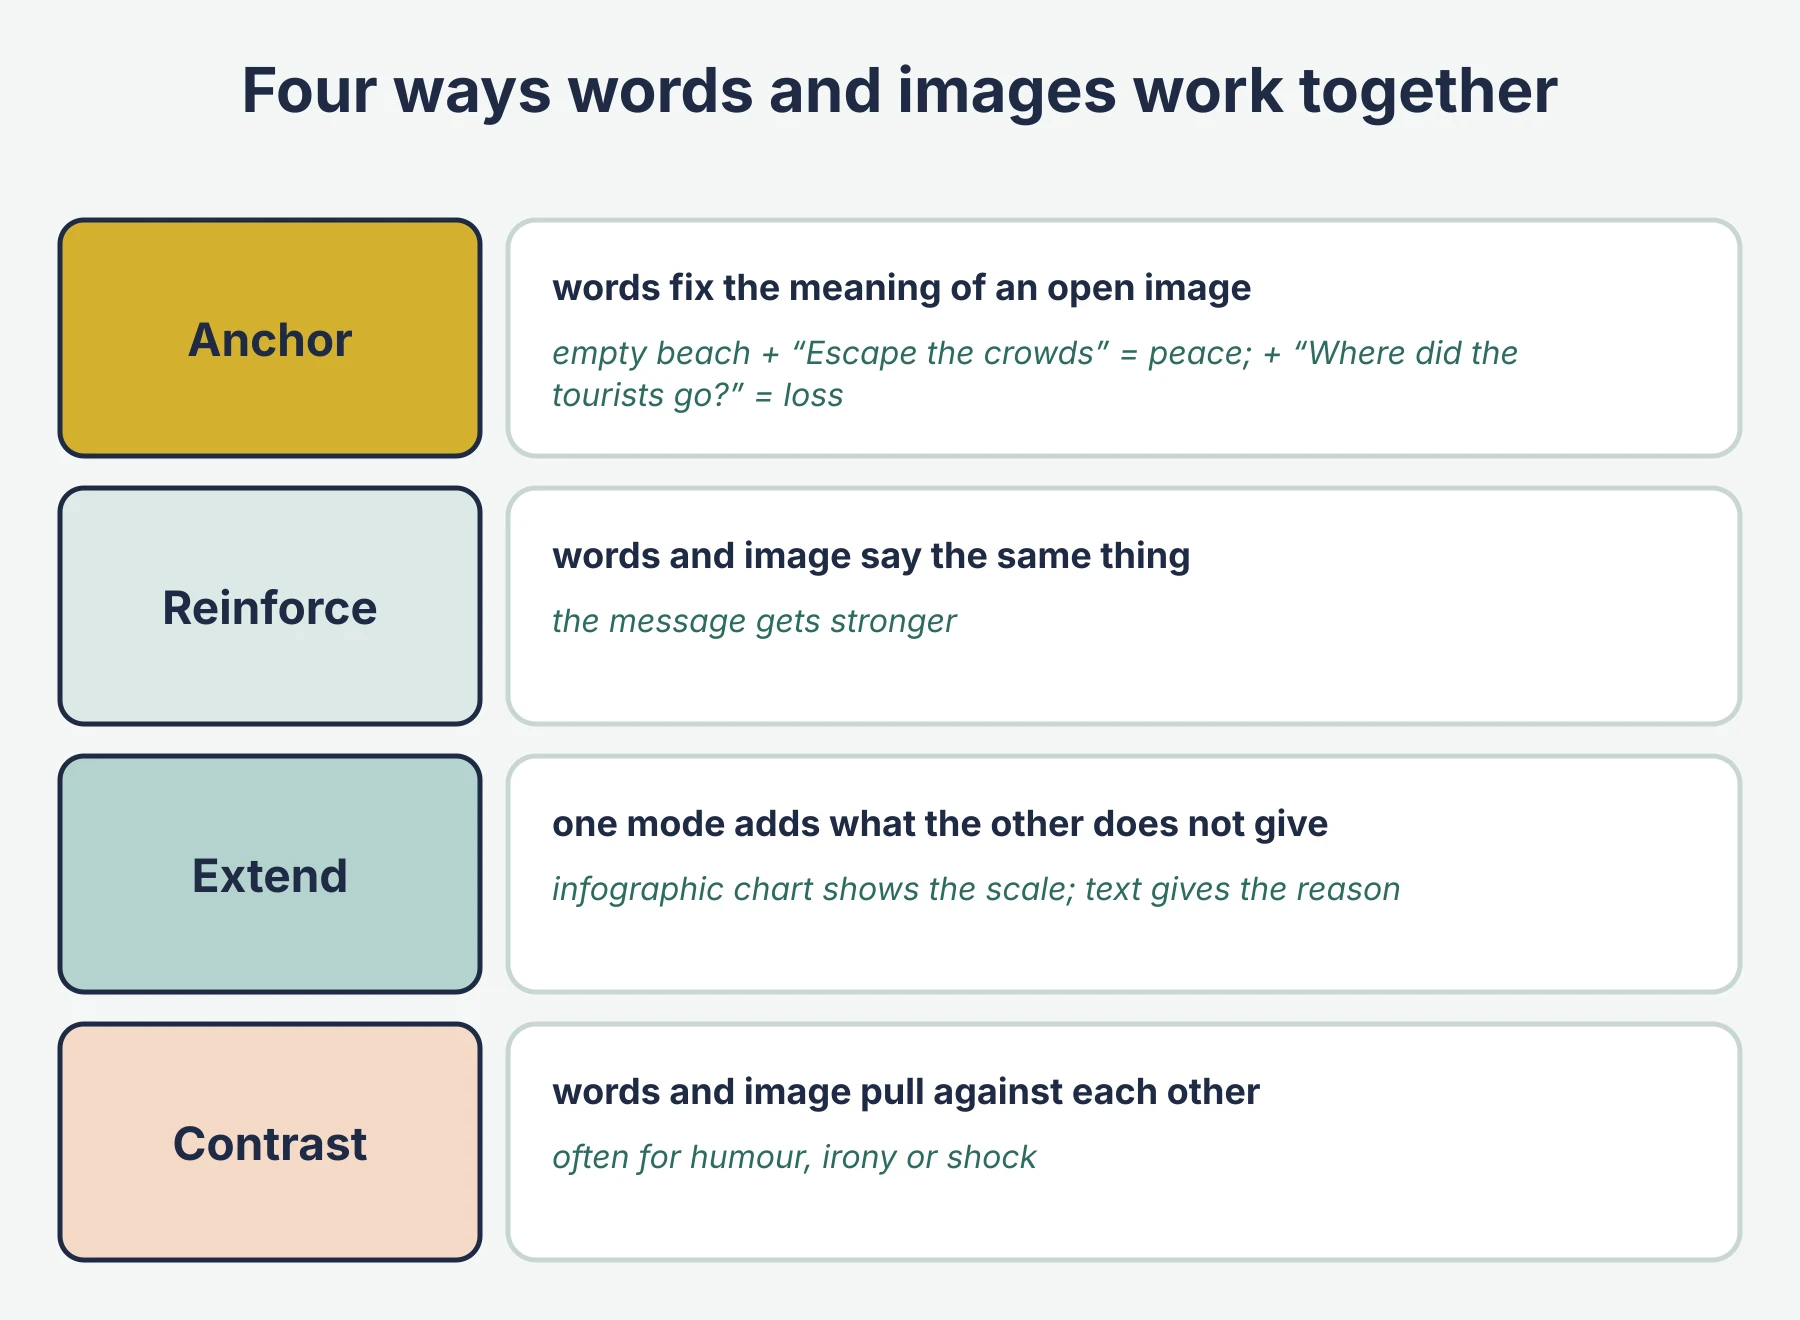 Four ways words and images work together
Anchor
words fix the meaning of an open image
empty beach + “Escape the crowds” = peace; + “Where did the
tourists go?” = loss
Reinforce
words and image say the same thing
the message gets stronger
Extend
one mode adds what the other does not give
infographic chart shows the scale; text gives the reason
Contrast
words and image pull against each other
often for humour, irony or shock